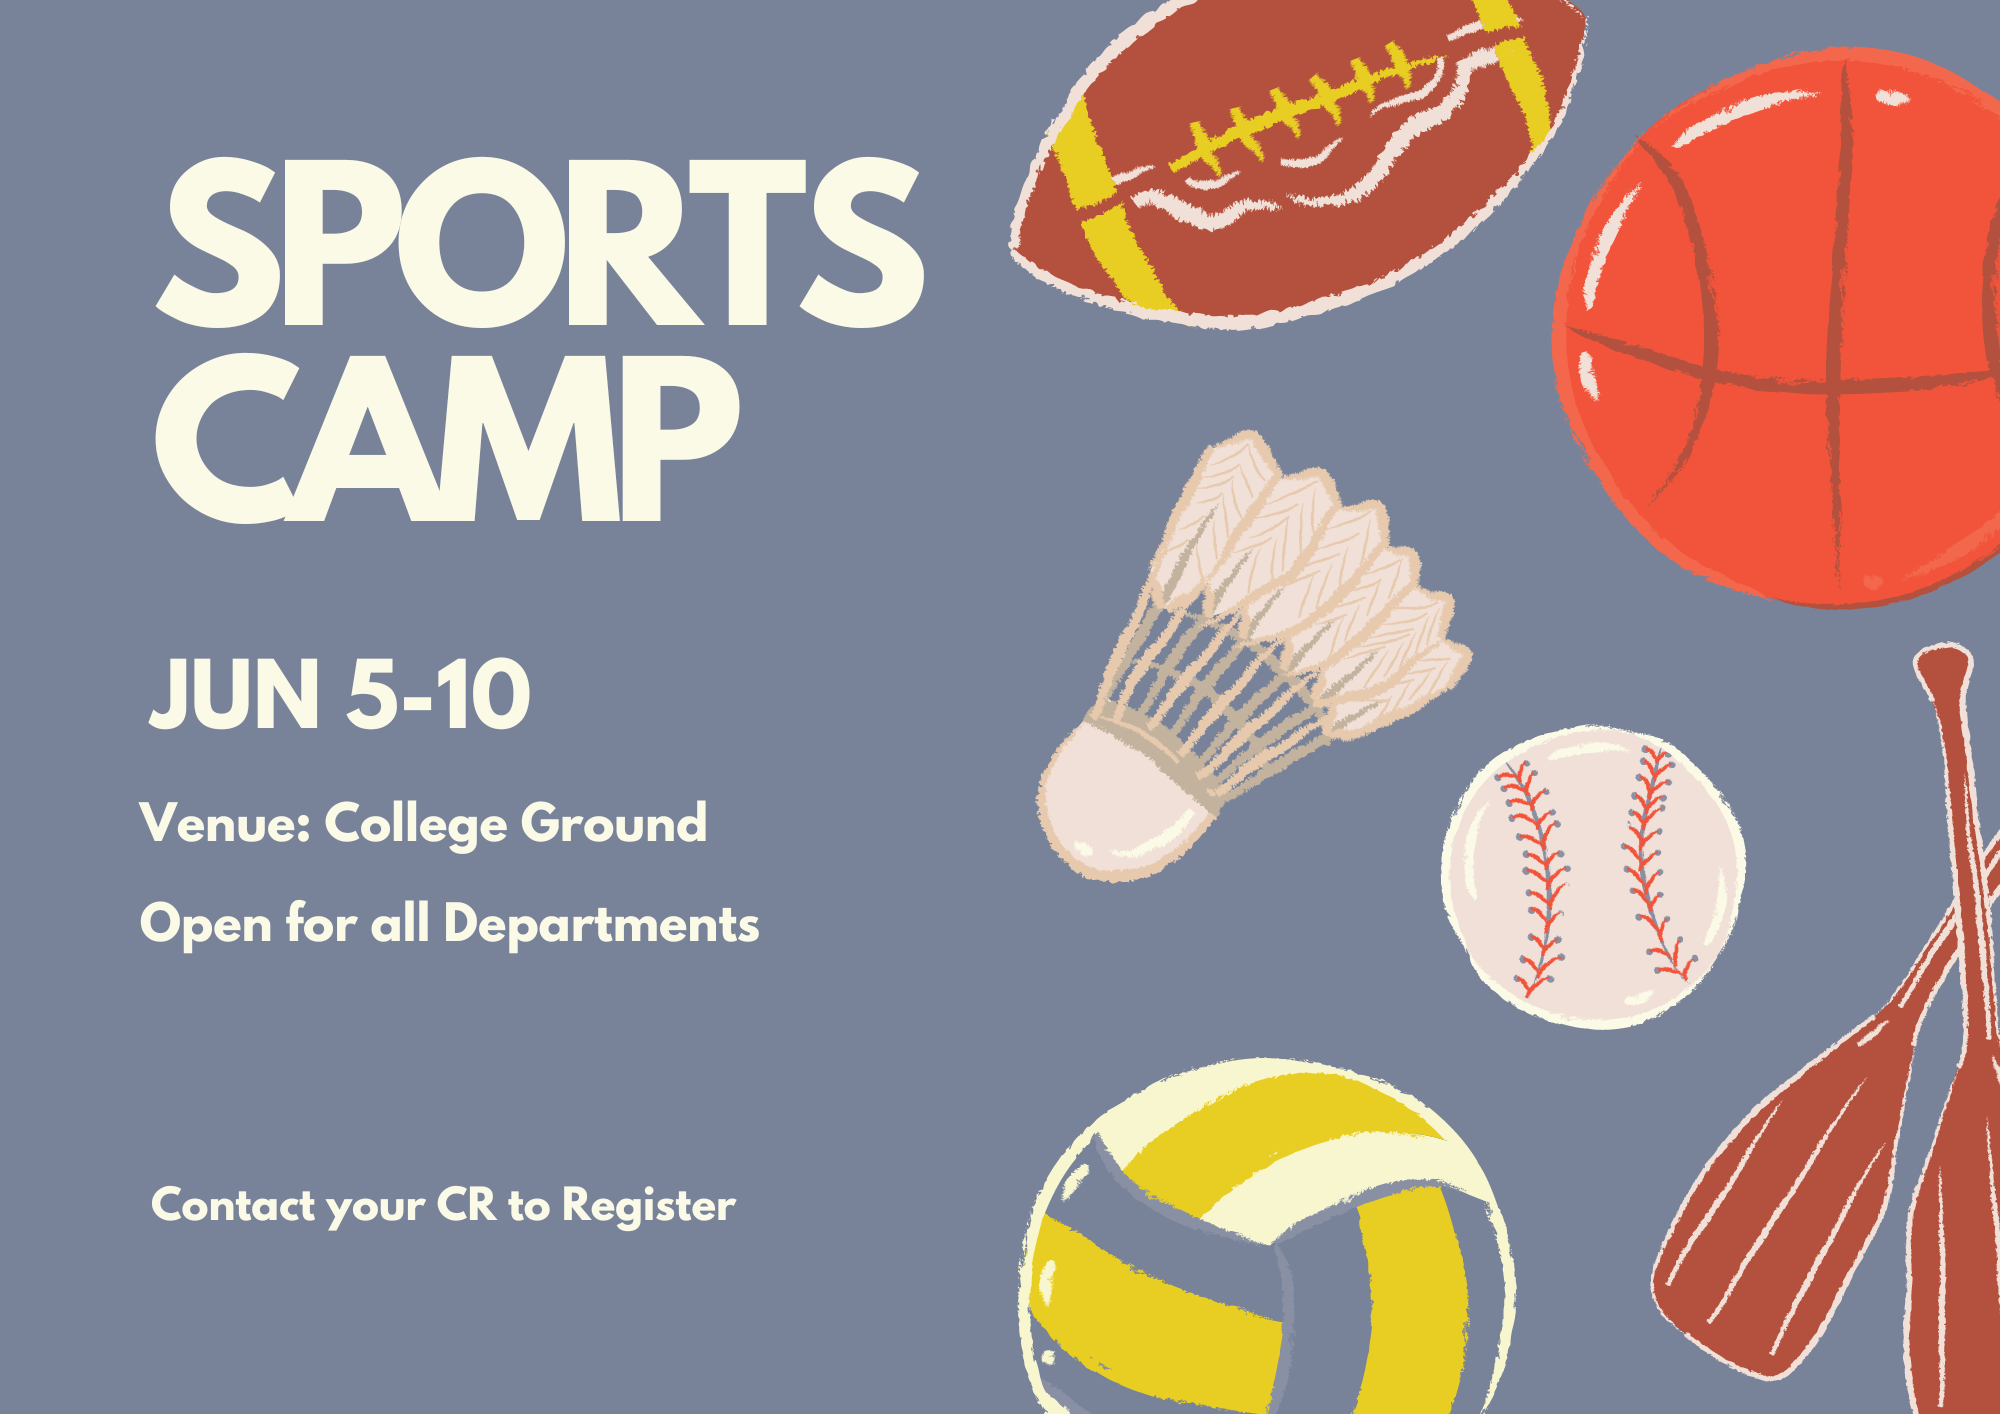 SPORTS
CAMP
JUN 5-10
Venue: College Ground
Open for all Departments
Contact your CR to Register